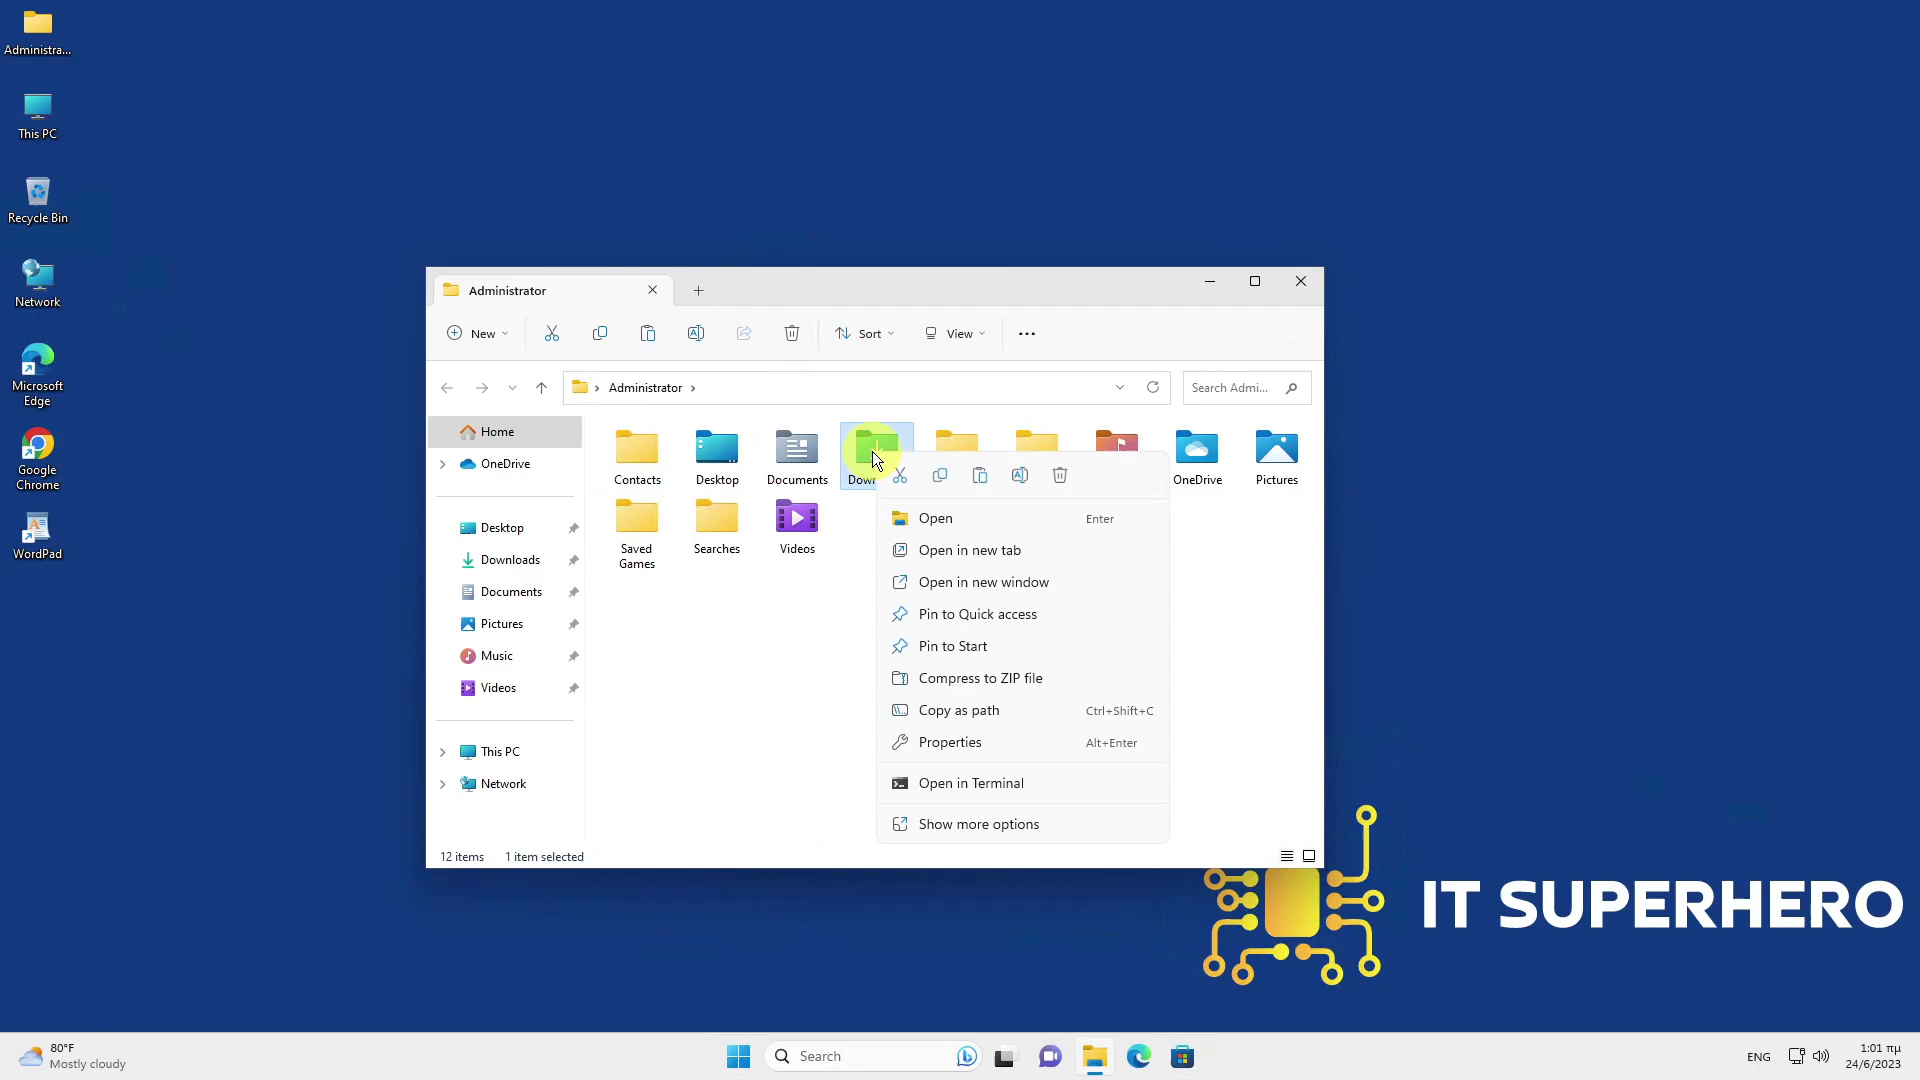 Administra...
This PC
Recycle Bin
Network
Microsoft
Edge
Google
Chrome
WordPad
Administrator
New
Sort
View
Administrator
Search Admi...
Home
OneDrive
Desktop
Downloads
Documents
Pictures
Music
Videos
This PC
Network
Contacts
Desktop
Documents
OneDrive
Pictures
Saved
Games
Searches
Videos
Open Enter
Open in new tab
Open in new window
Pin to Quick access
Pin to Start
Compress to ZIP file
Copy as path Ctrl+Shift+C
Properties Alt+Enter
Open in Terminal
Show more options
12 items 1 item selected
IT SUPERHERO
80°F
Mostly cloudy
Search
ENG
1:01 πμ
24/6/2023